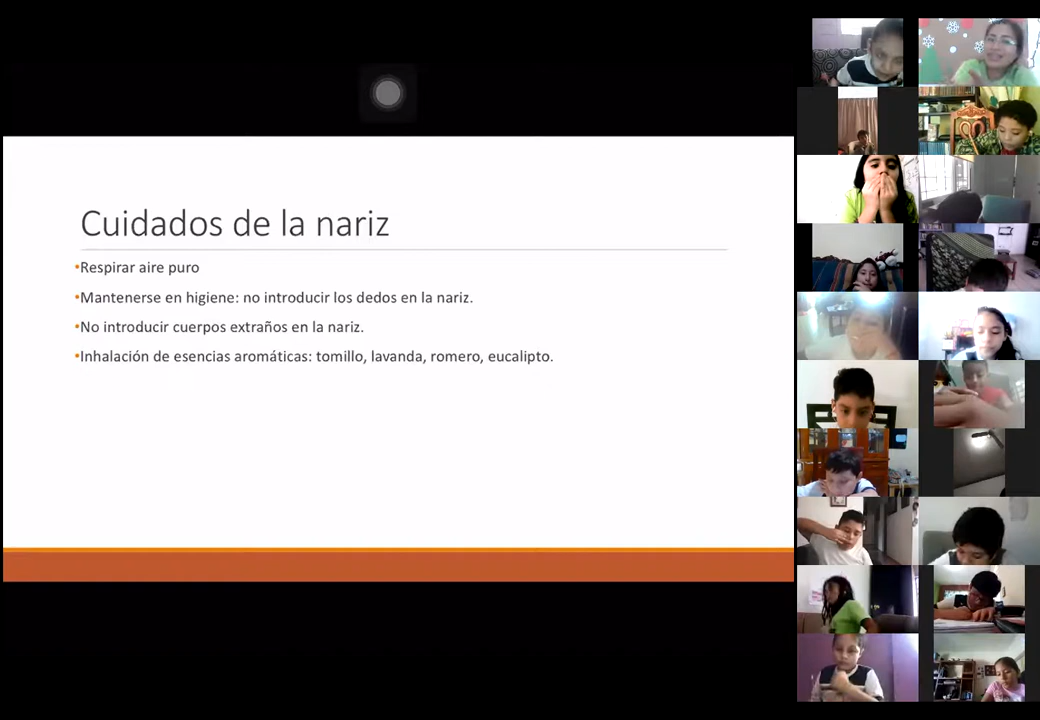 Cuidados de la nariz
•Respirar aire puro
•Mantenerse en higiene: no introducir los dedos en la nariz.
•No introducir cuerpos extraños en la nariz.
•Inhalación de esencias aromáticas: tomillo, lavanda, romero, eucalipto.